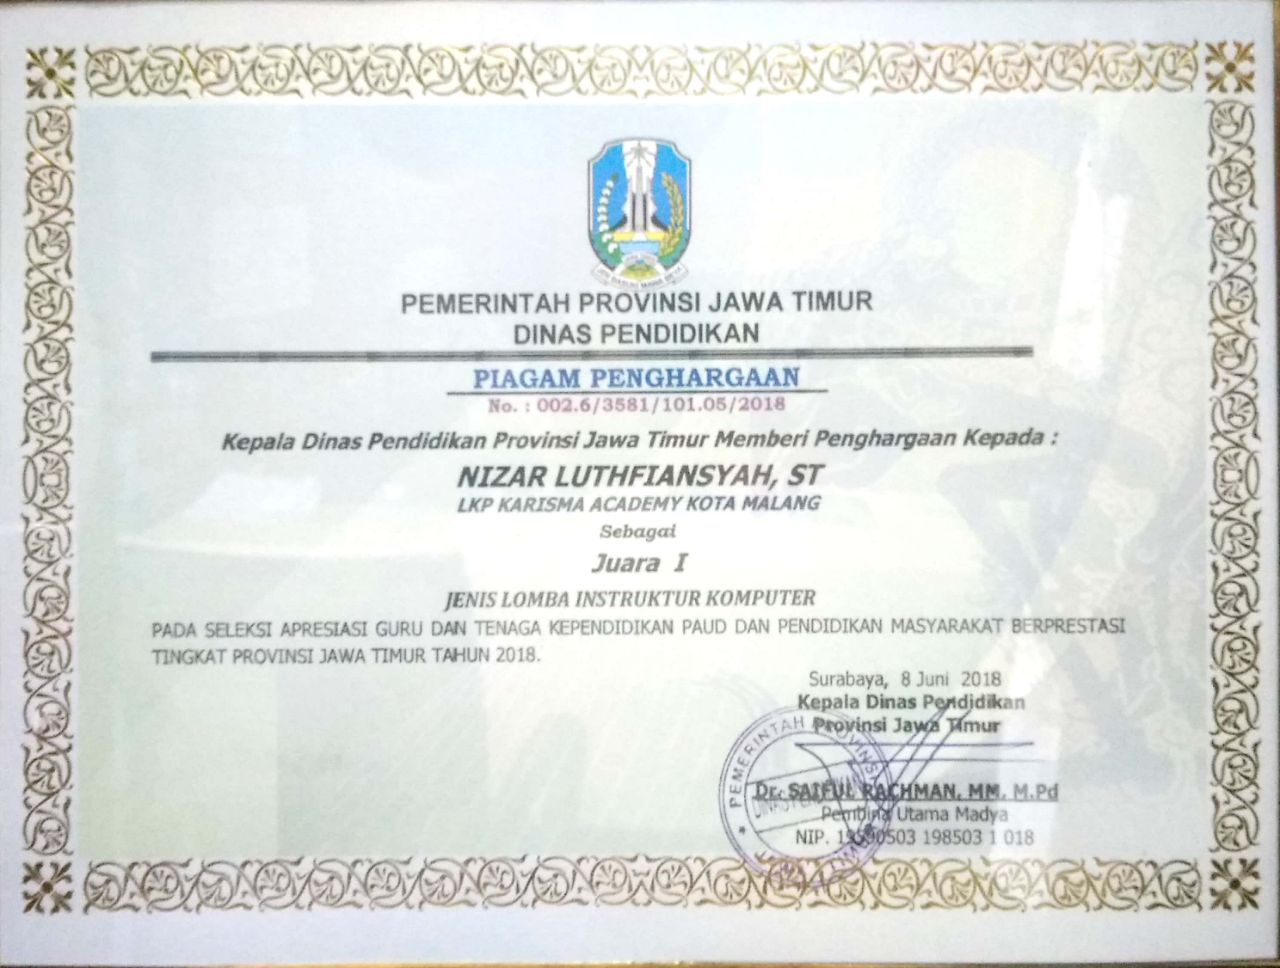 JER BASUKI MAWA BEYA
PEMERINTAH PROVINSI JAWA TIMUR
DINAS PENDIDIKAN
PIAGAM PENGHARGAAN
No. : 002.6/3581/101.05/2018
Kepala Dinas Pendidikan Provinsi Jawa Timur Memberi Penghargaan Kepada :
NIZAR LUTHFIANSYAH, ST
LKP KARISMA ACADEMY KOTA MALANG
Sebagai
Juara I
JENIS LOMBA INSTRUKTUR KOMPUTER
PADA SELEKSI APRESIASI GURU DAN TENAGA KEPENDIDIKAN PAUD DAN PENDIDIKAN MASYARAKAT BERPRESTASI
TINGKAT PROVINSI JAWA TIMUR TAHUN 2018.
Surabaya, 8 Juni 2018
Kepala Dinas Pendidikan
Provinsi Jawa Timur
PEMERINTAH PROVINSI
DINAS PENDIDIKAN
Dr. SAIFUL RACHMAN, MM, M.Pd
Pembina Utama Madya
NIP. 19590503 198503 1 018